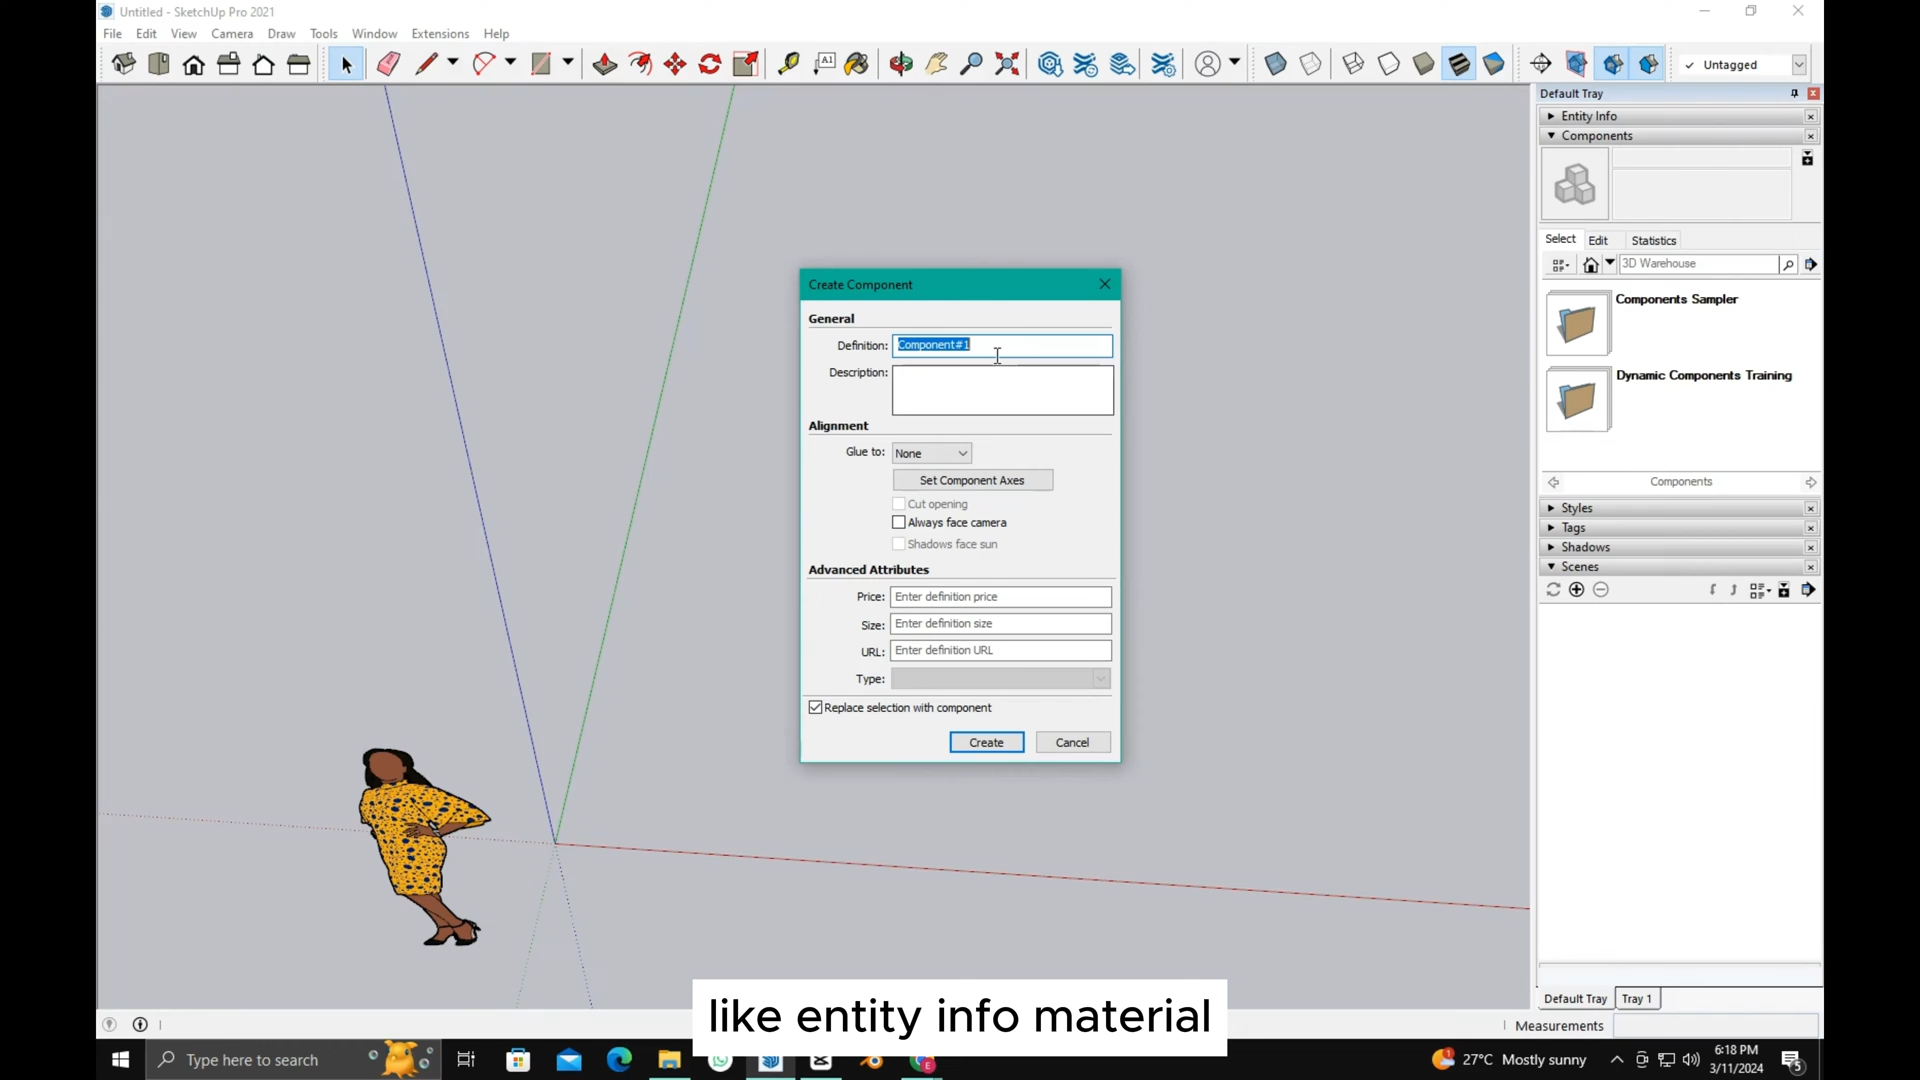 Untitled - SketchUp Pro 2021
File Edit View Camera Draw Tools Window Extensions Help
A1
✓ Untagged
Default Tray
Entity Info
Components
Select Edit Statistics
3D Warehouse
Components Sampler
Dynamic Components Training
Components
Styles
Tags
Shadows
Scenes
Create Component
General
Definition: Component#1
Description:
Alignment
Glue to: None
Set Component Axes
Cut opening
Always face camera
Shadows face sun
Advanced Attributes
Price: Enter definition price
Size: Enter definition size
URL: Enter definition URL
Type:
Replace selection with component
Create Cancel
Default Tray Tray 1
Measurements
like entity info material
Type here to search
27°C Mostly sunny
6:18 PM
3/11/2024
5